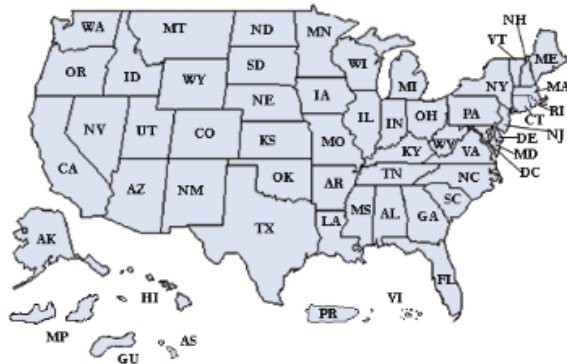 NH
WA
MT
ND
MN
VT
ME
OR
ID
SD
WI
MI
NY
MA
WY
RI
CT
NE
IA
PA
NJ
NV
UT
CO
IL
IN
OH
DE
WV
VA
MD
KS
MO
KY
DC
CA
TN
NC
AZ
NM
OK
AR
SC
MS
AL
GA
LA
TX
AK
FL
HI
VI
PR
MP
AS
GU